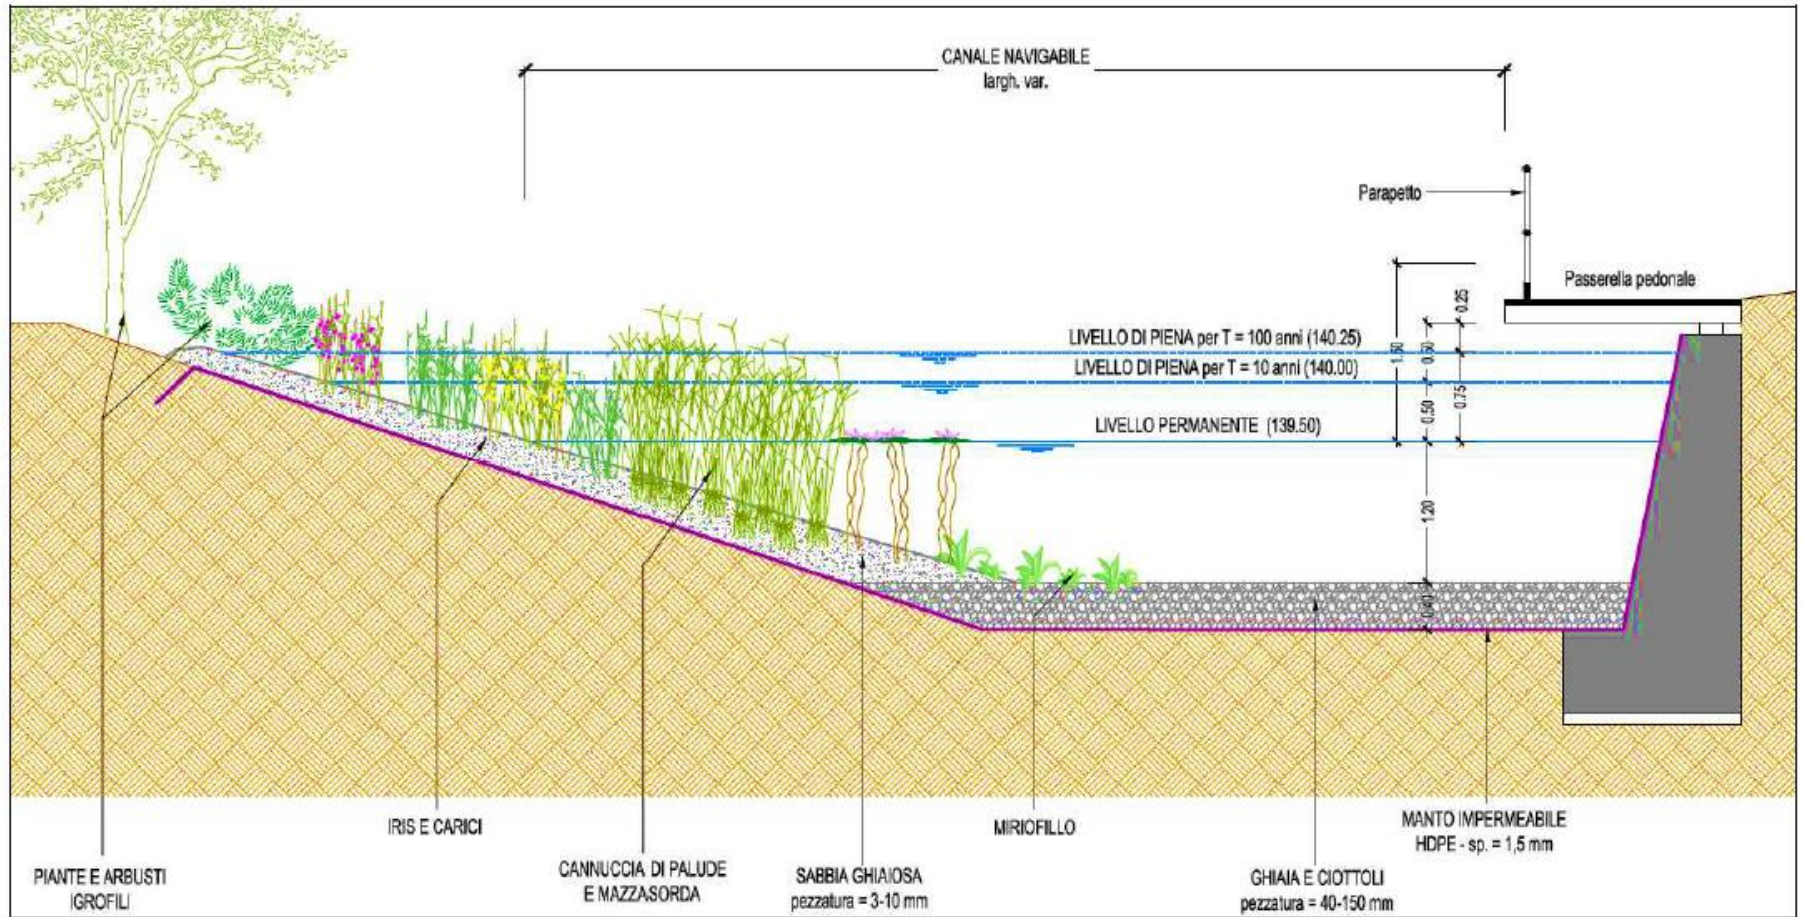 CANALE NAVIGABILE
largh. var.
Parapetto
Passerella pedonale
0.25
LIVELLO DI PIENA per T = 100 anni (140.25)
1.50
0.50
LIVELLO DI PIENA per T = 10 anni (140.00)
0.50
0.75
LIVELLO PERMANENTE (139.50)
1.20
0.40
IRIS E CARICI
MIRIOFILLO
MANTO IMPERMEABILE
HDPE - sp. = 1,5 mm
PIANTE E ARBUSTI
IGROFILI
CANNUCCIA DI PALUDE
E MAZZASORDA
SABBIA GHIAIOSA
pezzatura = 3-10 mm
GHIAIA E CIOTTOLI
pezzatura = 40-150 mm